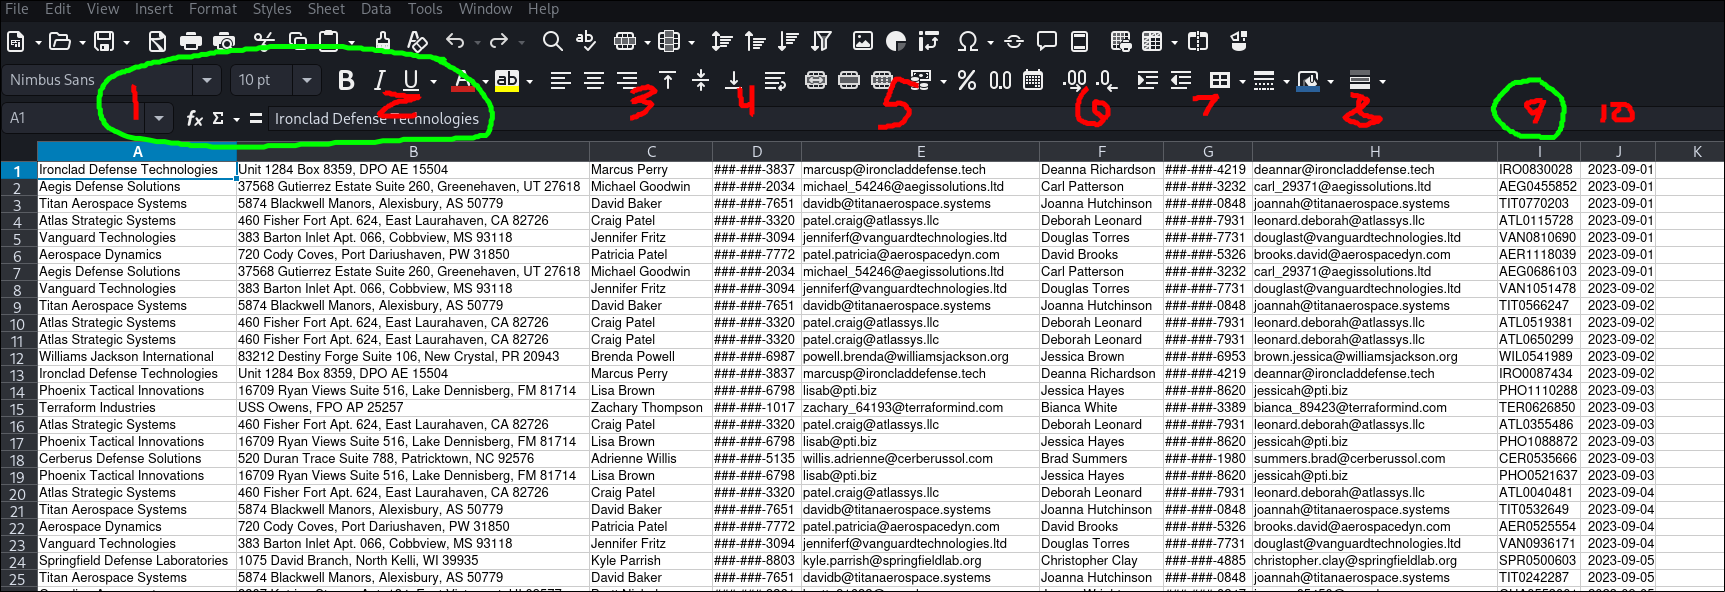 File Edit View Insert Format Styles Sheet Data Tools Window Help
Nimbus Sans 10 pt B I U A ab % 0.0 .00 .0
1 2 3 4 5 6 7 8 9 10
A1 fx Σ = Ironclad Defense Technologies
A B C D E F G H I J K
1 Ironclad Defense Technologies Unit 1284 Box 8359, DPO AE 15504 Marcus Perry ###-###-3837 marcusp@ironcladdefense.tech Deanna Richardson ###-###-4219 deannar@ironcladdefense.tech IRO0830028 2023-09-01
2 Aegis Defense Solutions 37568 Gutierrez Estate Suite 260, Greenehaven, UT 27618 Michael Goodwin ###-###-2034 michael_54246@aegissolutions.ltd Carl Patterson ###-###-3232 carl_29371@aegissolutions.ltd AEG0455852 2023-09-01
3 Titan Aerospace Systems 5874 Blackwell Manors, Alexisbury, AS 50779 David Baker ###-###-7651 davidb@titanaerospace.systems Joanna Hutchinson ###-###-0848 joannah@titanaerospace.systems TIT0770203 2023-09-01
4 Atlas Strategic Systems 460 Fisher Fort Apt. 624, East Laurahaven, CA 82726 Craig Patel ###-###-3320 patel.craig@atlassys.llc Deborah Leonard ###-###-7931 leonard.deborah@atlassys.llc ATL0115728 2023-09-01
5 Vanguard Technologies 383 Barton Inlet Apt. 066, Cobbview, MS 93118 Jennifer Fritz ###-###-3094 jenniferf@vanguardtechnologies.ltd Douglas Torres ###-###-7731 douglast@vanguardtechnologies.ltd VAN0810690 2023-09-01
6 Aerospace Dynamics 720 Cody Coves, Port Dariushaven, PW 31850 Patricia Patel ###-###-7772 patel.patricia@aerospacedyn.com David Brooks ###-###-5326 brooks.david@aerospacedyn.com AER1118039 2023-09-01
7 Aegis Defense Solutions 37568 Gutierrez Estate Suite 260, Greenehaven, UT 27618 Michael Goodwin ###-###-2034 michael_54246@aegissolutions.ltd Carl Patterson ###-###-3232 carl_29371@aegissolutions.ltd AEG0686103 2023-09-01
8 Vanguard Technologies 383 Barton Inlet Apt. 066, Cobbview, MS 93118 Jennifer Fritz ###-###-3094 jenniferf@vanguardtechnologies.ltd Douglas Torres ###-###-7731 douglast@vanguardtechnologies.ltd VAN1051478 2023-09-02
9 Titan Aerospace Systems 5874 Blackwell Manors, Alexisbury, AS 50779 David Baker ###-###-7651 davidb@titanaerospace.systems Joanna Hutchinson ###-###-0848 joannah@titanaerospace.systems TIT0566247 2023-09-02
10 Atlas Strategic Systems 460 Fisher Fort Apt. 624, East Laurahaven, CA 82726 Craig Patel ###-###-3320 patel.craig@atlassys.llc Deborah Leonard ###-###-7931 leonard.deborah@atlassys.llc ATL0519381 2023-09-02
11 Atlas Strategic Systems 460 Fisher Fort Apt. 624, East Laurahaven, CA 82726 Craig Patel ###-###-3320 patel.craig@atlassys.llc Deborah Leonard ###-###-7931 leonard.deborah@atlassys.llc ATL0650299 2023-09-02
12 Williams Jackson International 83212 Destiny Forge Suite 106, New Crystal, PR 20943 Brenda Powell ###-###-6987 powell.brenda@williamsjackson.org Jessica Brown ###-###-6953 brown.jessica@williamsjackson.org WIL0541989 2023-09-02
13 Ironclad Defense Technologies Unit 1284 Box 8359, DPO AE 15504 Marcus Perry ###-###-3837 marcusp@ironcladdefense.tech Deanna Richardson ###-###-4219 deannar@ironcladdefense.tech IRO0087434 2023-09-02
14 Phoenix Tactical Innovations 16709 Ryan Views Suite 516, Lake Dennisberg, FM 81714 Lisa Brown ###-###-6798 lisab@pti.biz Jessica Hayes ###-###-8620 jessicah@pti.biz PHO1110288 2023-09-03
15 Terraform Industries USS Owens, FPO AP 25257 Zachary Thompson ###-###-1017 zachary_64193@terraformind.com Bianca White ###-###-3389 bianca_89423@terraformind.com TER0626850 2023-09-03
16 Atlas Strategic Systems 460 Fisher Fort Apt. 624, East Laurahaven, CA 82726 Craig Patel ###-###-3320 patel.craig@atlassys.llc Deborah Leonard ###-###-7931 leonard.deborah@atlassys.llc ATL0355486 2023-09-03
17 Phoenix Tactical Innovations 16709 Ryan Views Suite 516, Lake Dennisberg, FM 81714 Lisa Brown ###-###-6798 lisab@pti.biz Jessica Hayes ###-###-8620 jessicah@pti.biz PHO1088872 2023-09-03
18 Cerberus Defense Solutions 520 Duran Trace Suite 788, Patricktown, NC 92576 Adrienne Willis ###-###-5135 willis.adrienne@cerberussol.com Brad Summers ###-###-1980 summers.brad@cerberussol.com CER0535666 2023-09-03
19 Phoenix Tactical Innovations 16709 Ryan Views Suite 516, Lake Dennisberg, FM 81714 Lisa Brown ###-###-6798 lisab@pti.biz Jessica Hayes ###-###-8620 jessicah@pti.biz PHO0521637 2023-09-03
20 Atlas Strategic Systems 460 Fisher Fort Apt. 624, East Laurahaven, CA 82726 Craig Patel ###-###-3320 patel.craig@atlassys.llc Deborah Leonard ###-###-7931 leonard.deborah@atlassys.llc ATL0040481 2023-09-04
21 Titan Aerospace Systems 5874 Blackwell Manors, Alexisbury, AS 50779 David Baker ###-###-7651 davidb@titanaerospace.systems Joanna Hutchinson ###-###-0848 joannah@titanaerospace.systems TIT0532649 2023-09-04
22 Aerospace Dynamics 720 Cody Coves, Port Dariushaven, PW 31850 Patricia Patel ###-###-7772 patel.patricia@aerospacedyn.com David Brooks ###-###-5326 brooks.david@aerospacedyn.com AER0525554 2023-09-04
23 Vanguard Technologies 383 Barton Inlet Apt. 066, Cobbview, MS 93118 Jennifer Fritz ###-###-3094 jenniferf@vanguardtechnologies.ltd Douglas Torres ###-###-7731 douglast@vanguardtechnologies.ltd VAN0936171 2023-09-04
24 Springfield Defense Laboratories 1075 David Branch, North Kelli, WI 39935 Kyle Parrish ###-###-8803 kyle.parrish@springfieldlab.org Christopher Clay ###-###-4885 christopher.clay@springfieldlab.org SPR0500603 2023-09-05
25 Titan Aerospace Systems 5874 Blackwell Manors, Alexisbury, AS 50779 David Baker ###-###-7651 davidb@titanaerospace.systems Joanna Hutchinson ###-###-0848 joannah@titanaerospace.systems TIT0242287 2023-09-05